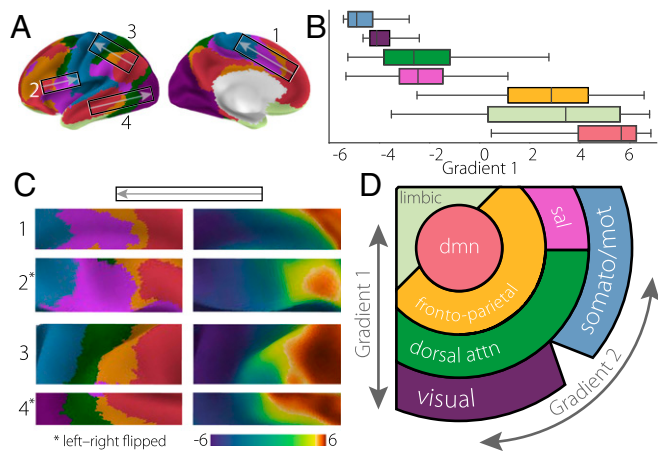 A
3
1
2
4
B
-6
-4
-2
0
2
4
6
Gradient 1
C
1
2*
3
4*
* left–right flipped
-6
6
D
limbic
sal
dmn
somato/mot
fronto-parietal
dorsal attn
visual
Gradient 1
Gradient 2